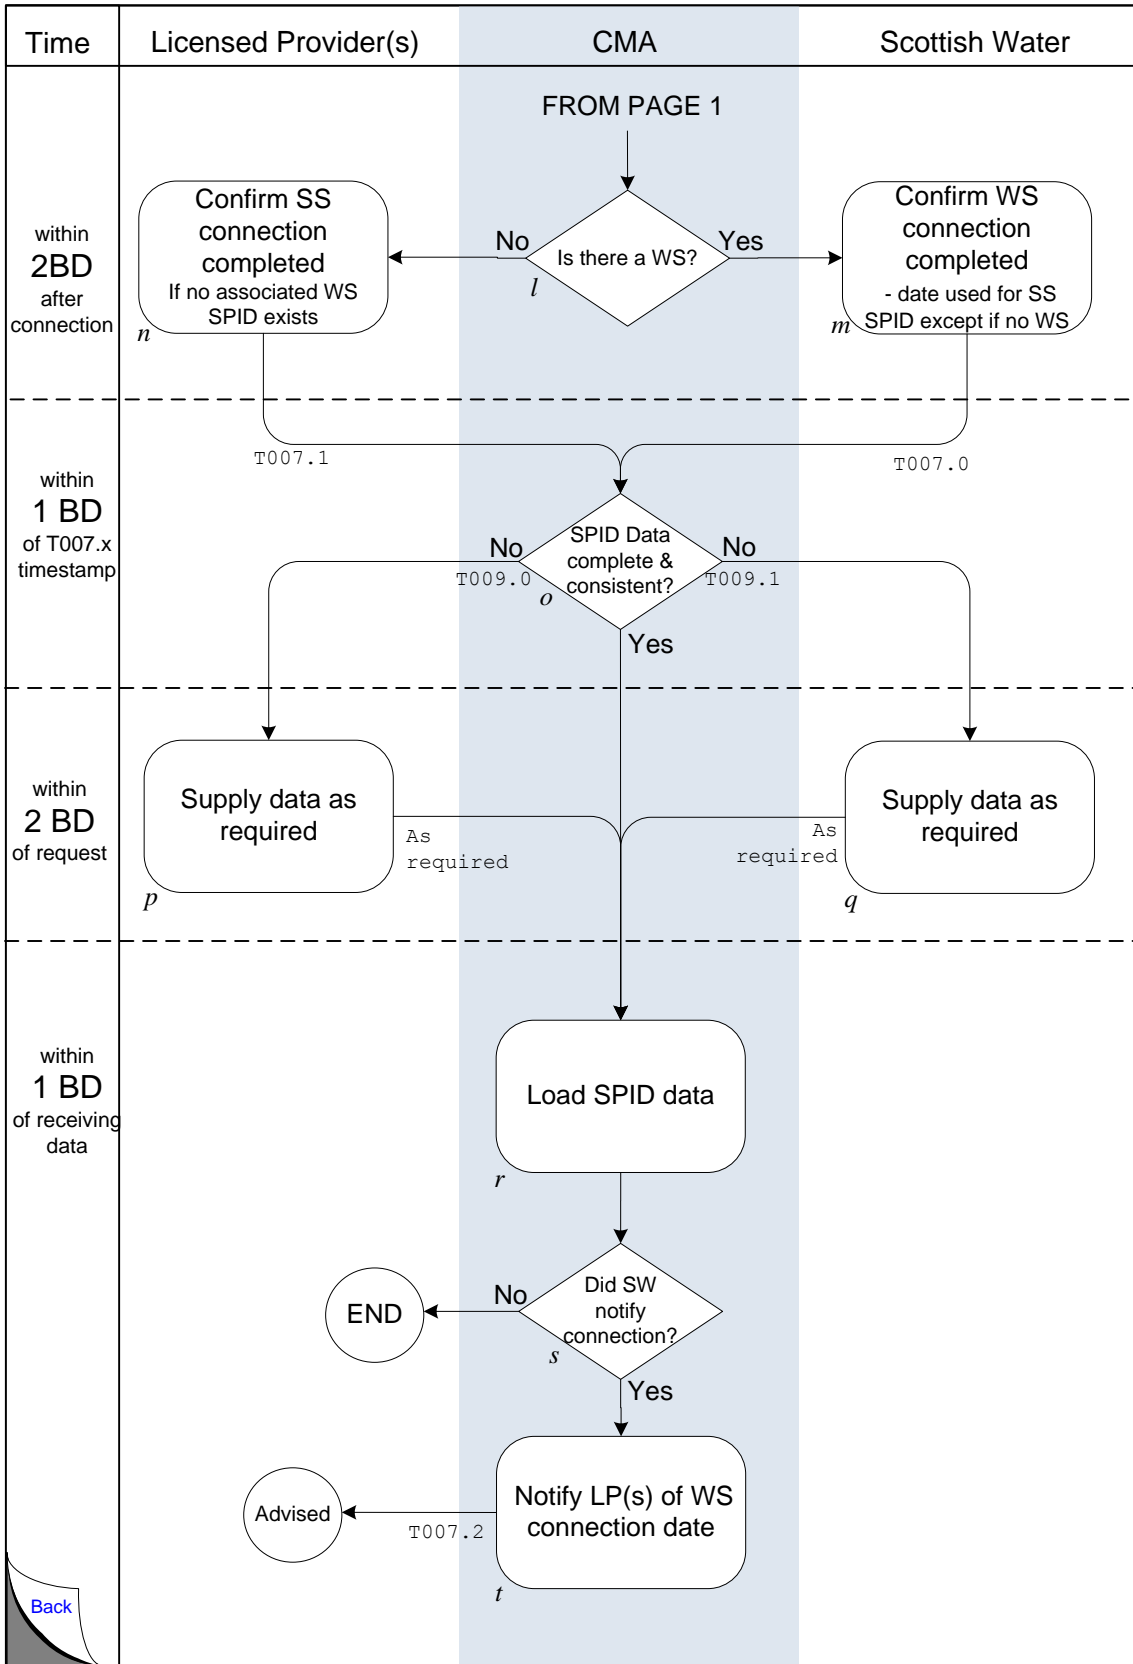 Time
Licensed Provider(s)
CMA
Scottish Water
FROM PAGE 1
within
2BD
after
connection
Confirm SS
connection
completed
If no associated WS
SPID exists
n
No
Is there a WS?
Yes
l
Confirm WS
connection
completed
- date used for SS
SPID except if no WS
m
T007.1
T007.0
within
1 BD
of T007.x
timestamp
No
T009.0
SPID Data
complete &
consistent?
o
No
T009.1
Yes
within
2 BD
of request
Supply data as
required
p
As
required
As
required
Supply data as
required
q
within
1 BD
of receiving
data
Load SPID data
r
END
No
Did SW
notify
connection?
s
Yes
Advised
T007.2
Notify LP(s) of WS
connection date
t
Back